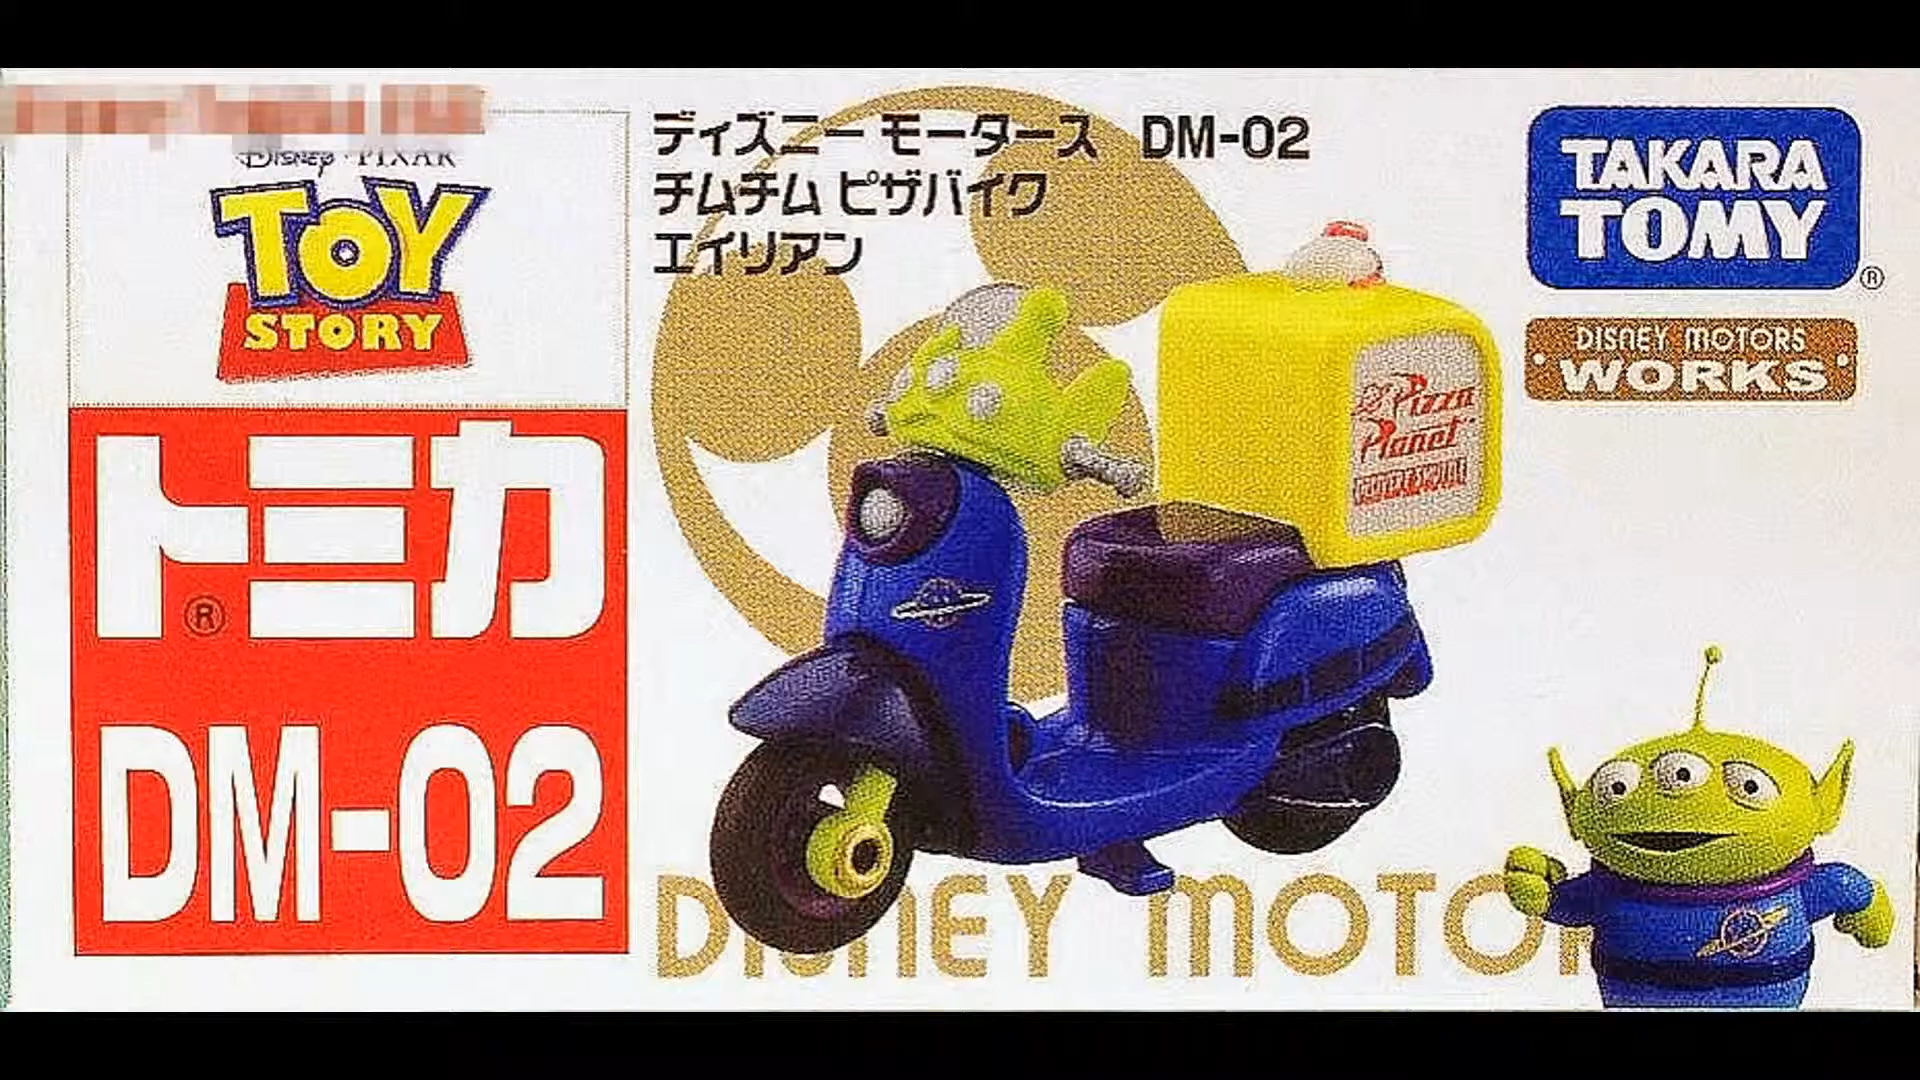 Disney · PIXAR
TOY
STORY
トミカ
®
DM-02
ディズニー モータース DM-02
チムチム ピザバイク
エイリアン
TAKARA
TOMY
®
DISNEY MOTORS
WORKS
Pizza
Planet
DISNEY MOTOR